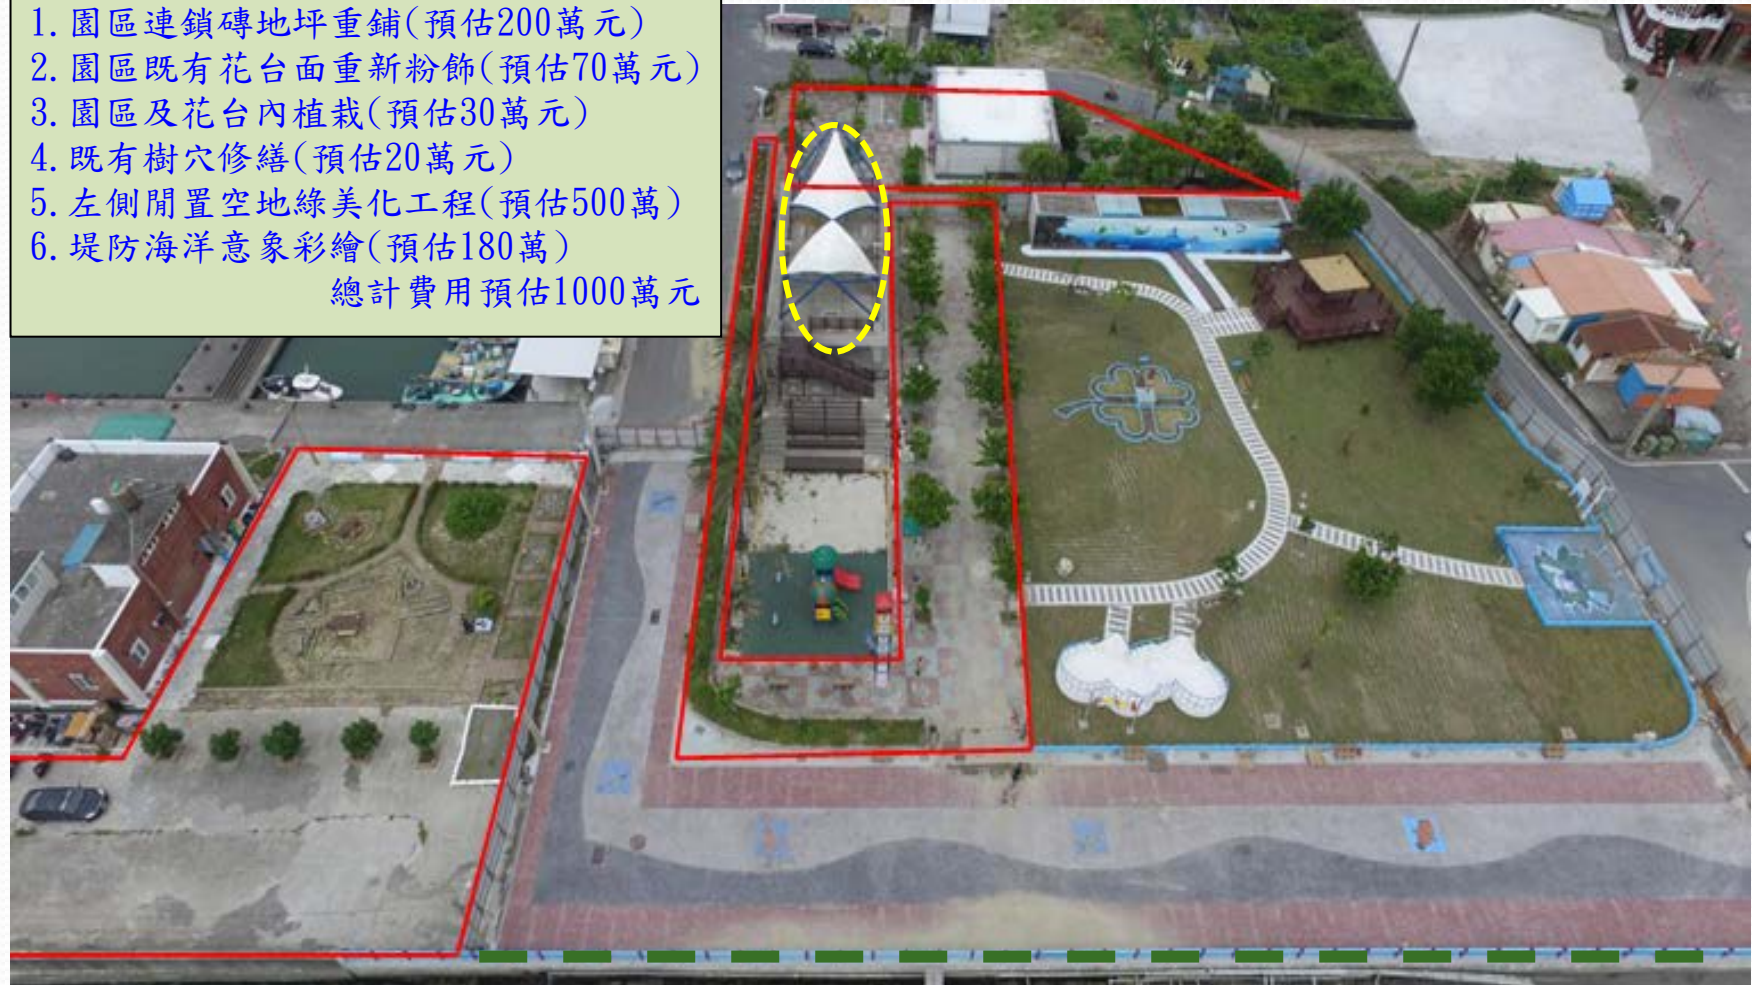 1.園區連鎖磚地坪重鋪(預估200萬元)
2.園區既有花台面重新粉飾(預估70萬元)
3.園區及花台內植栽(預估30萬元)
4.既有樹穴修繕(預估20萬元)
5.左側閒置空地綠美化工程(預估500萬)
6.堤防海洋意象彩繪(預估180萬)
總計費用預估1000萬元